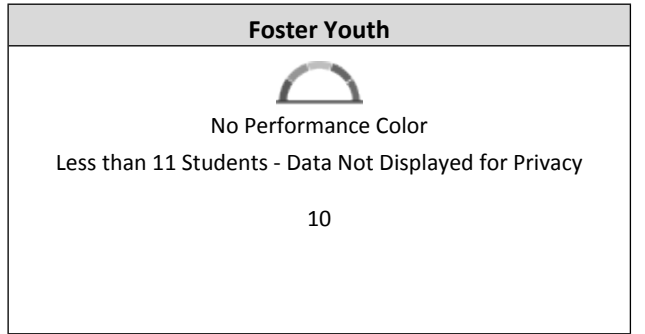 Foster Youth
No Performance Color
Less than 11 Students - Data Not Displayed for Privacy
10